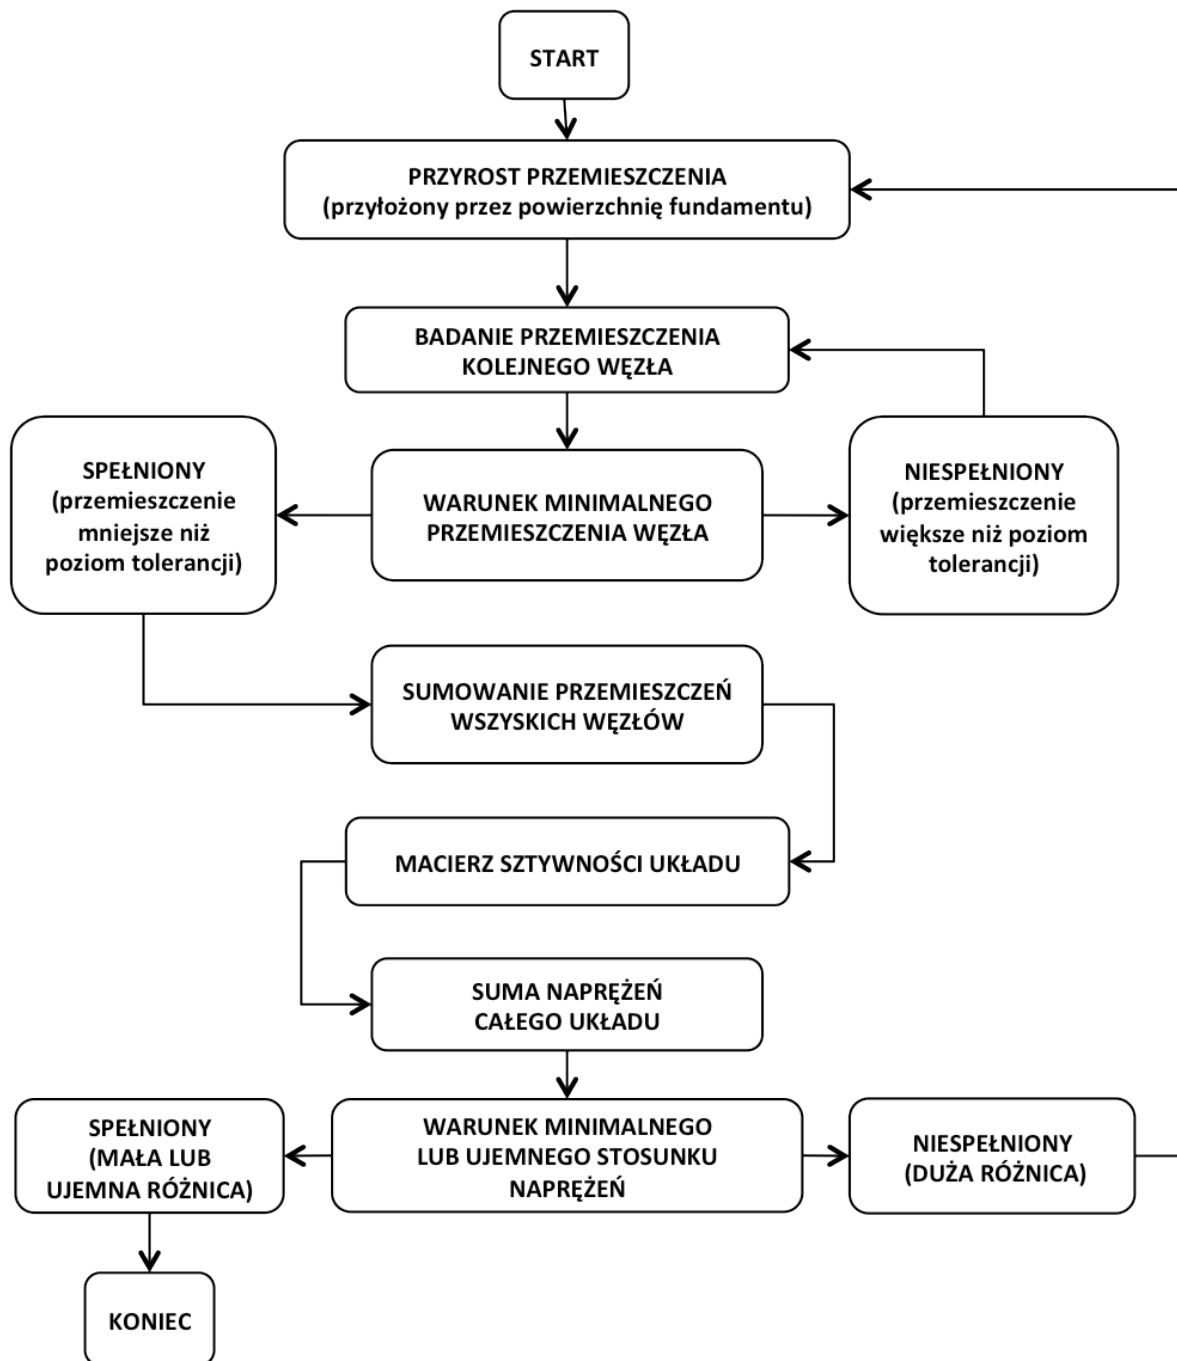 START
PRZYROST PRZEMIESZCZENIA
(przyłożony przez powierzchnię fundamentu)
BADANIE PRZEMIESZCZENIA
KOLEJNEGO WĘZŁA
SPEŁNIONY
(przemieszczenie
mniejsze niż
poziom tolerancji)
WARUNEK MINIMALNEGO
PRZEMIESZCZENIA WĘZŁA
NIESPEŁNIONY
(przemieszczenie
większe niż poziom
tolerancji)
SUMOWANIE PRZEMIESZCZEŃ
WSZYSKICH WĘZŁÓW
MACIERZ SZTYWNOŚCI UKŁADU
SUMA NAPRĘŻEŃ
CAŁEGO UKŁADU
SPEŁNIONY
(MAŁA LUB
UJEMNA RÓŻNICA)
WARUNEK MINIMALNEGO
LUB UJEMNEGO STOSUNKU
NAPRĘŻEŃ
NIESPEŁNIONY
(DUŻA RÓŻNICA)
KONIEC